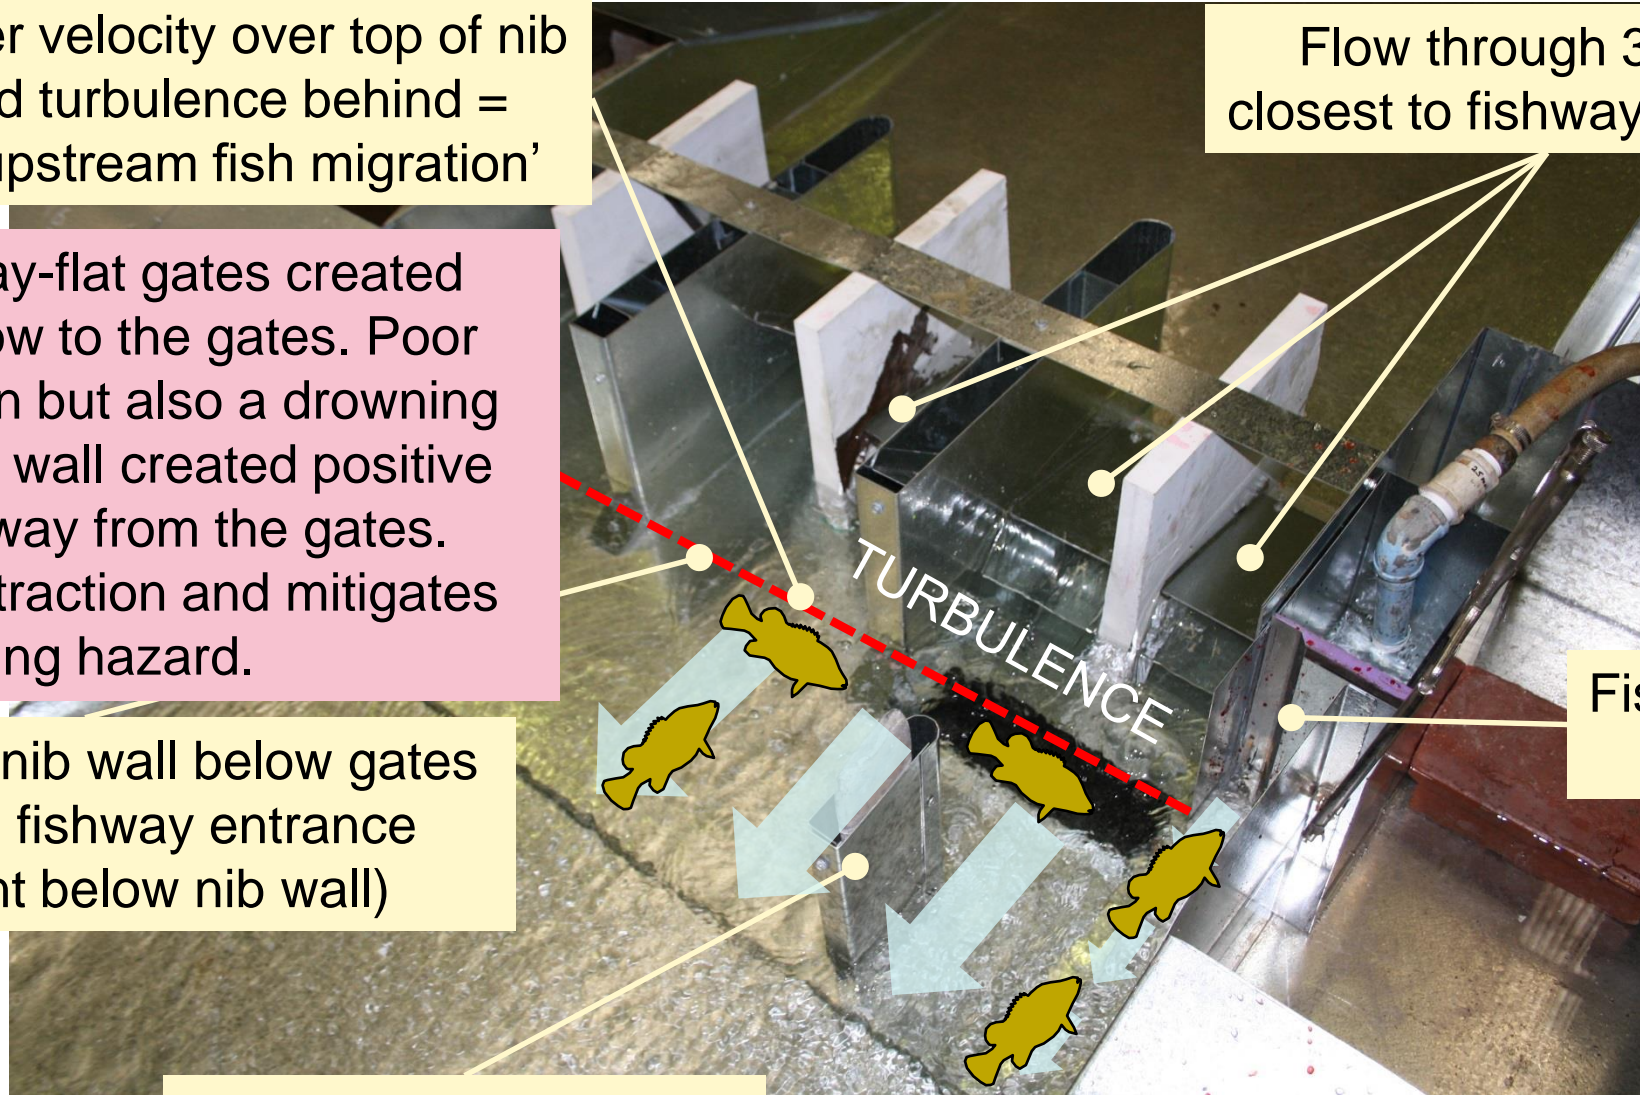 er velocity over top of nib
d turbulence behind =
upstream fish migration’
Flow through 3
closest to fishway
ay-flat gates created
ow to the gates. Poor
n but also a drowning
wall created positive
way from the gates.
traction and mitigates
ng hazard.
TURBULENCE
Fis
nib wall below gates
fishway entrance
nt below nib wall)